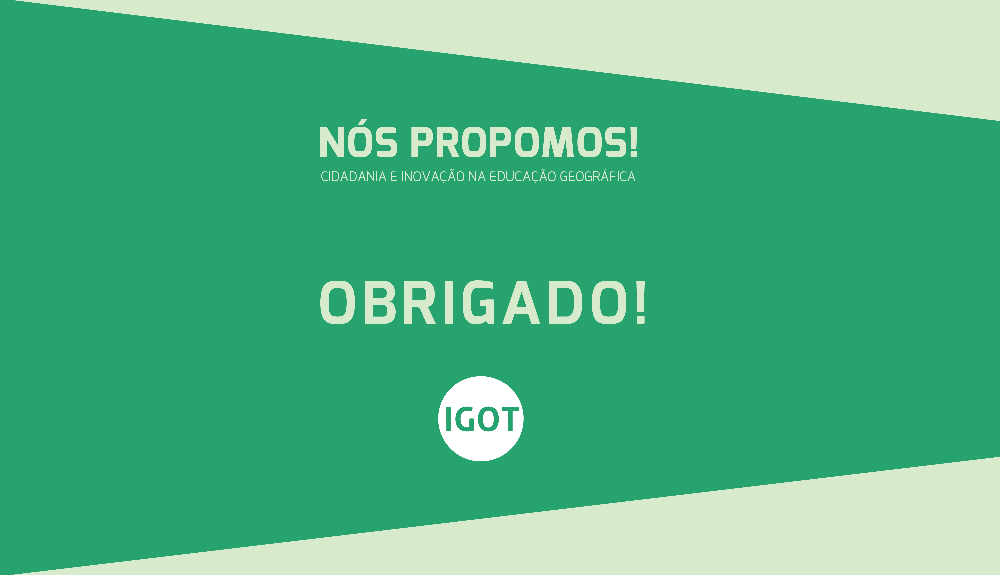 NÓS PROPOMOS!
CIDADANIA E INOVAÇÃO NA EDUCAÇÃO GEOGRÁFICA
OBRIGADO!
IGOT